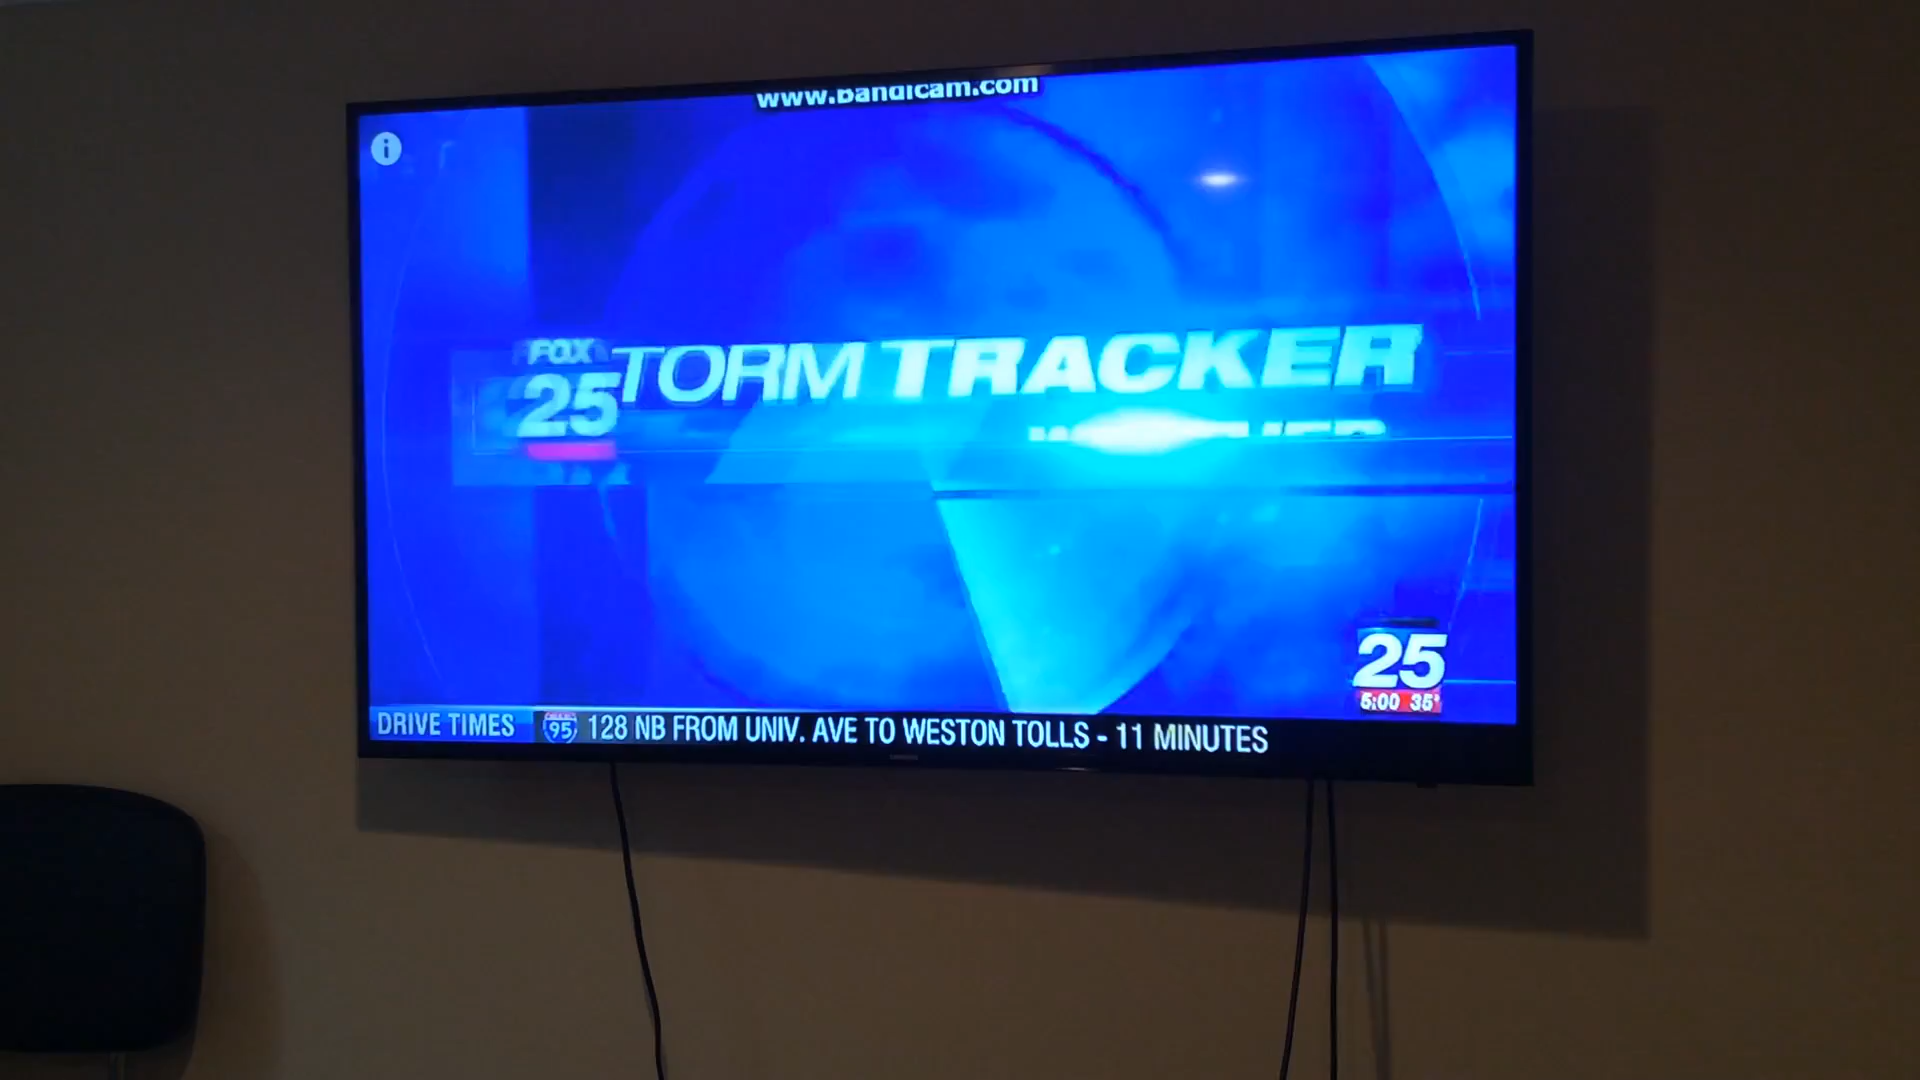 www.bandicam.com
i
FOX
25
TORM TRACKER
25
5:00 35°
DRIVE TIMES
95
128 NB FROM UNIV. AVE TO WESTON TOLLS - 11 MINUTES